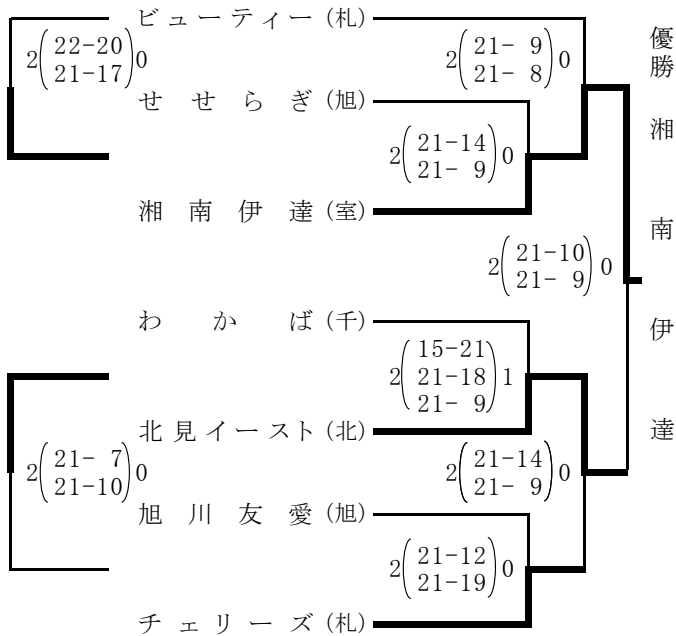 ビューティー(札)
2(22-20 21-17)0
2(21- 9 21- 8)0
せせらぎ(旭)
2(21-14 21- 9)0
湘南伊達(室)
2(21-10 21- 9)0
わかば(千)
2(15-21 21-18 21- 9)1
北見イースト(北)
2(21- 7 21-10)0
2(21-14 21- 9)0
旭川友愛(旭)
2(21-12 21-19)0
チェリーズ(札)
優勝
湘南伊達